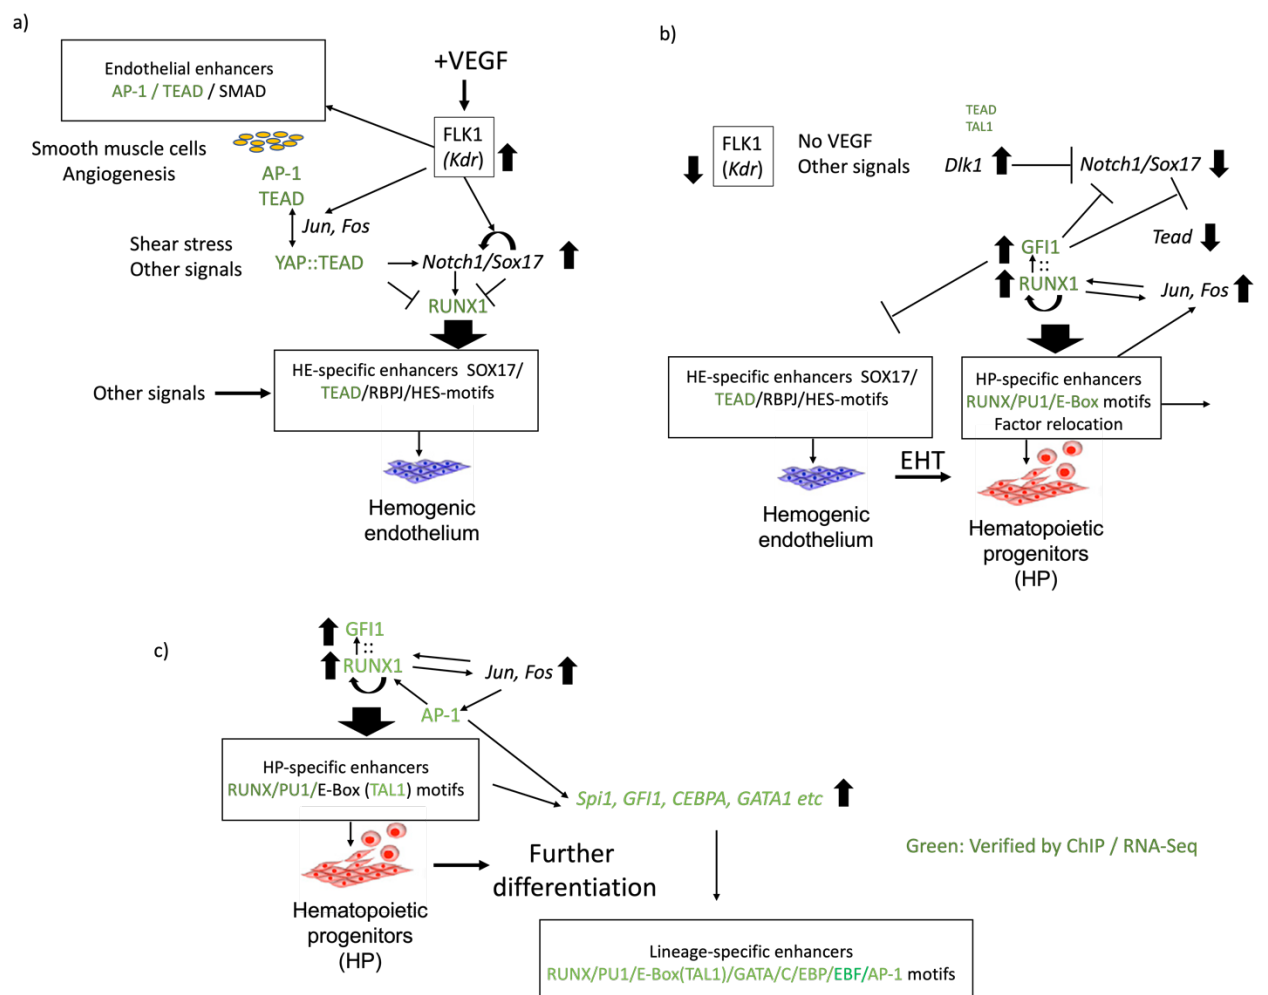 a)
Endothelial enhancers
AP-1 / TEAD / SMAD
+VEGF
FLK1
(Kdr)
Smooth muscle cells
Angiogenesis
AP-1
TEAD
Jun, Fos
Shear stress
Other signals
YAP::TEAD
Notch1/Sox17
RUNX1
Other signals
HE-specific enhancers SOX17/
TEAD/RBPJ/HES-motifs
Hemogenic
endothelium
b)
TEAD
TAL1
FLK1
(Kdr)
No VEGF
Other signals
Dlk1
Notch1/Sox17
Tead
GFI1
::
RUNX1
Jun, Fos
HE-specific enhancers SOX17/
TEAD/RBPJ/HES-motifs
HP-specific enhancers
RUNX/PU1/E-Box motifs
Factor relocation
EHT
Hemogenic
endothelium
Hematopoietic
progenitors
(HP)
c)
GFI1
::
RUNX1
Jun, Fos
AP-1
HP-specific enhancers
RUNX/PU1/E-Box (TAL1) motifs
Spi1, GFI1, CEBPA, GATA1 etc
Green: Verified by ChIP / RNA-Seq
Further
differentiation
Hematopoietic
progenitors
(HP)
Lineage-specific enhancers
RUNX/PU1/E-Box(TAL1)/GATA/C/EBP/EBF/AP-1 motifs